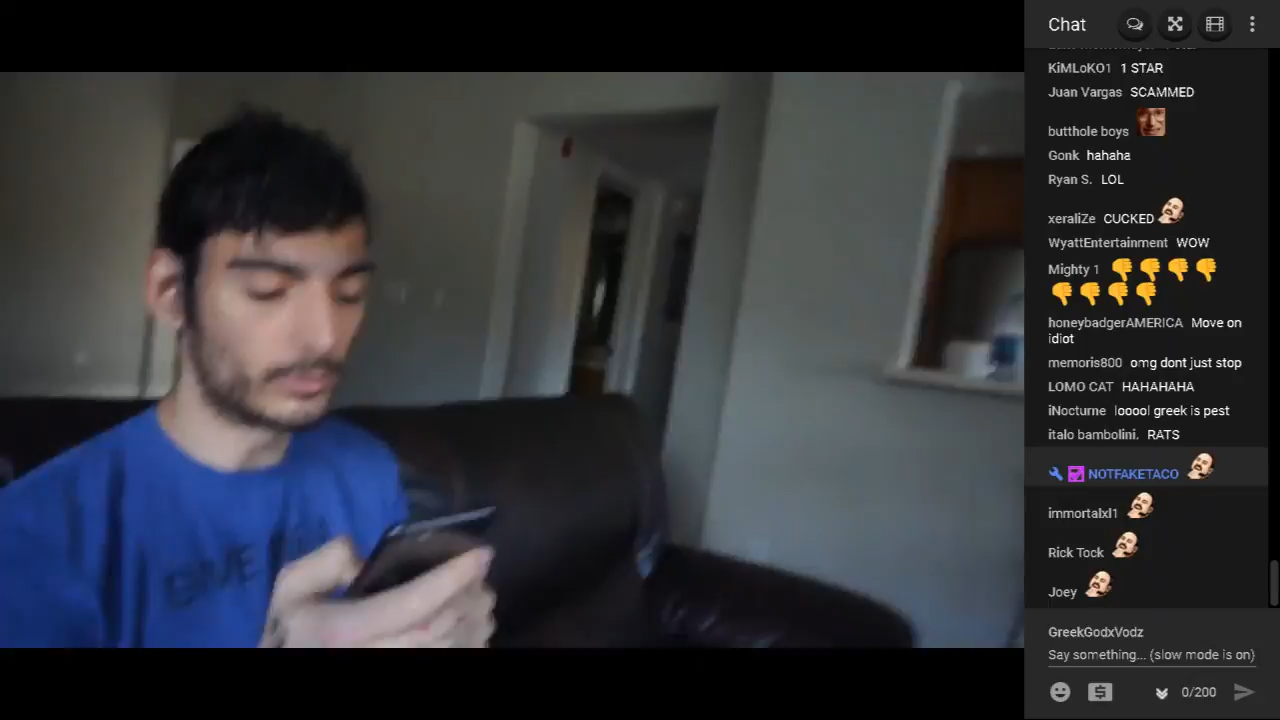 Chat
KiMLoKO1 1 STAR
Juan Vargas SCAMMED
butthole boys
Gonk hahaha
Ryan S. LOL
xeraliZe CUCKED
WyattEntertainment WOW
Mighty 1
honeybadgerAMERICA Move on
idiot
memoris800 omg dont just stop
LOMO CAT HAHAHAHA
iNocturne looool greek is pest
italo bambolini. RATS
NOTFAKETACO
immortalxl1
Rick Tock
Joey
GreekGodxVodz
Say something... (slow mode is on)
0/200
GIVE